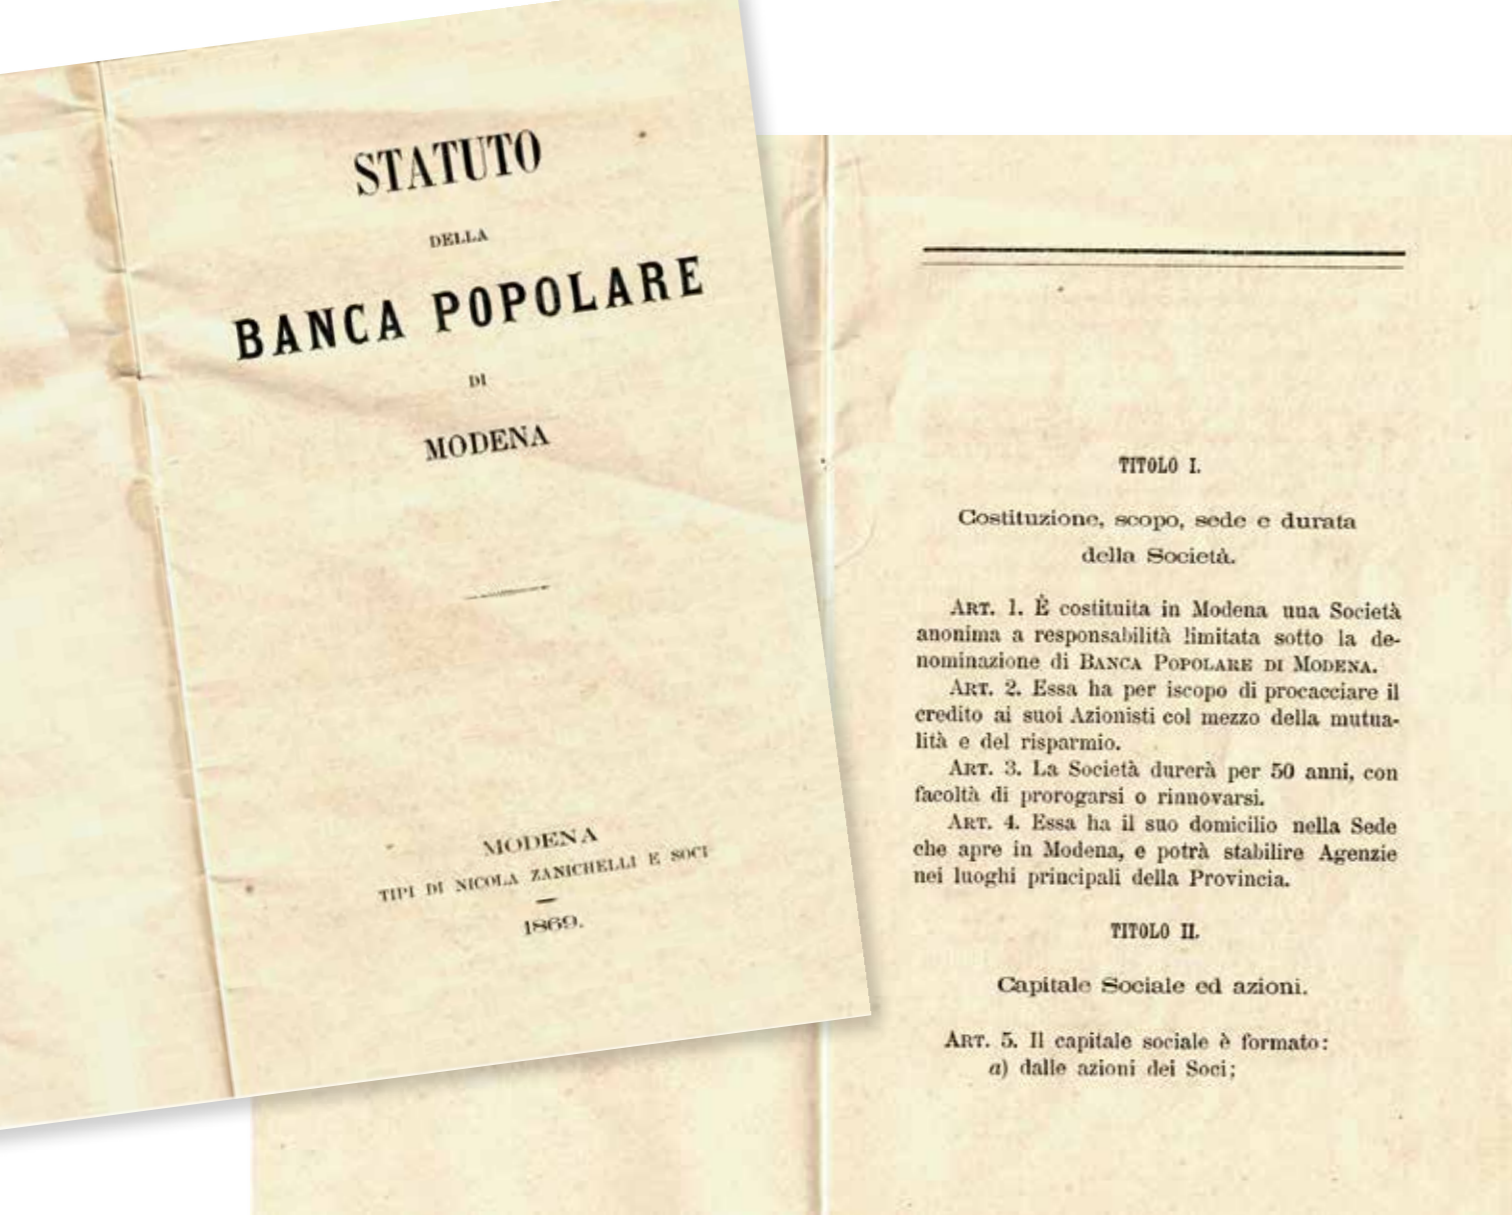 STATUTO
DELLA
BANCA POPOLARE
DI
MODENA
MODENA
TIPI DI NICOLA ZANICHELLI E SOCI
1869.
TITOLO I.
Costituzione, scopo, sede e durata
della Società.
ART. 1. È costituita in Modena una Società
anonima a responsabilità limitata sotto la de-
nominazione di BANCA POPOLARE DI MODENA.
ART. 2. Essa ha per iscopo di procacciare il
credito ai suoi Azionisti col mezzo della mutua-
lità e del risparmio.
ART. 3. La Società durerà per 50 anni, con
facoltà di prorogarsi o rinnovarsi.
ART. 4. Essa ha il suo domicilio nella Sede
che apre in Modena, e potrà stabilire Agenzie
nei luoghi principali della Provincia.
TITOLO II.
Capitale Sociale ed azioni.
ART. 5. Il capitale sociale è formato:
a) dalle azioni dei Soci;